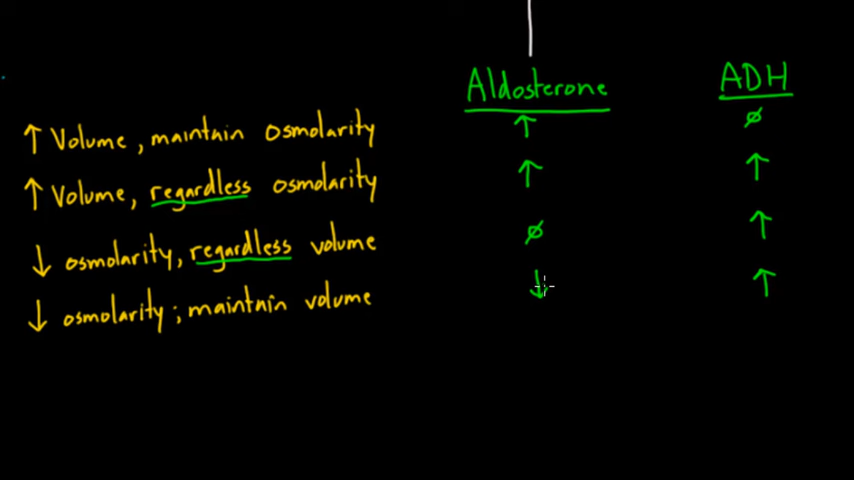 Aldosterone ADH
↑ Volume, maintain osmolarity ↑ ∅
↑ Volume, regardless osmolarity ↑ ↑
↓ osmolarity, regardless volume ∅ ↑
↓ osmolarity; maintain volume ↓ ↑